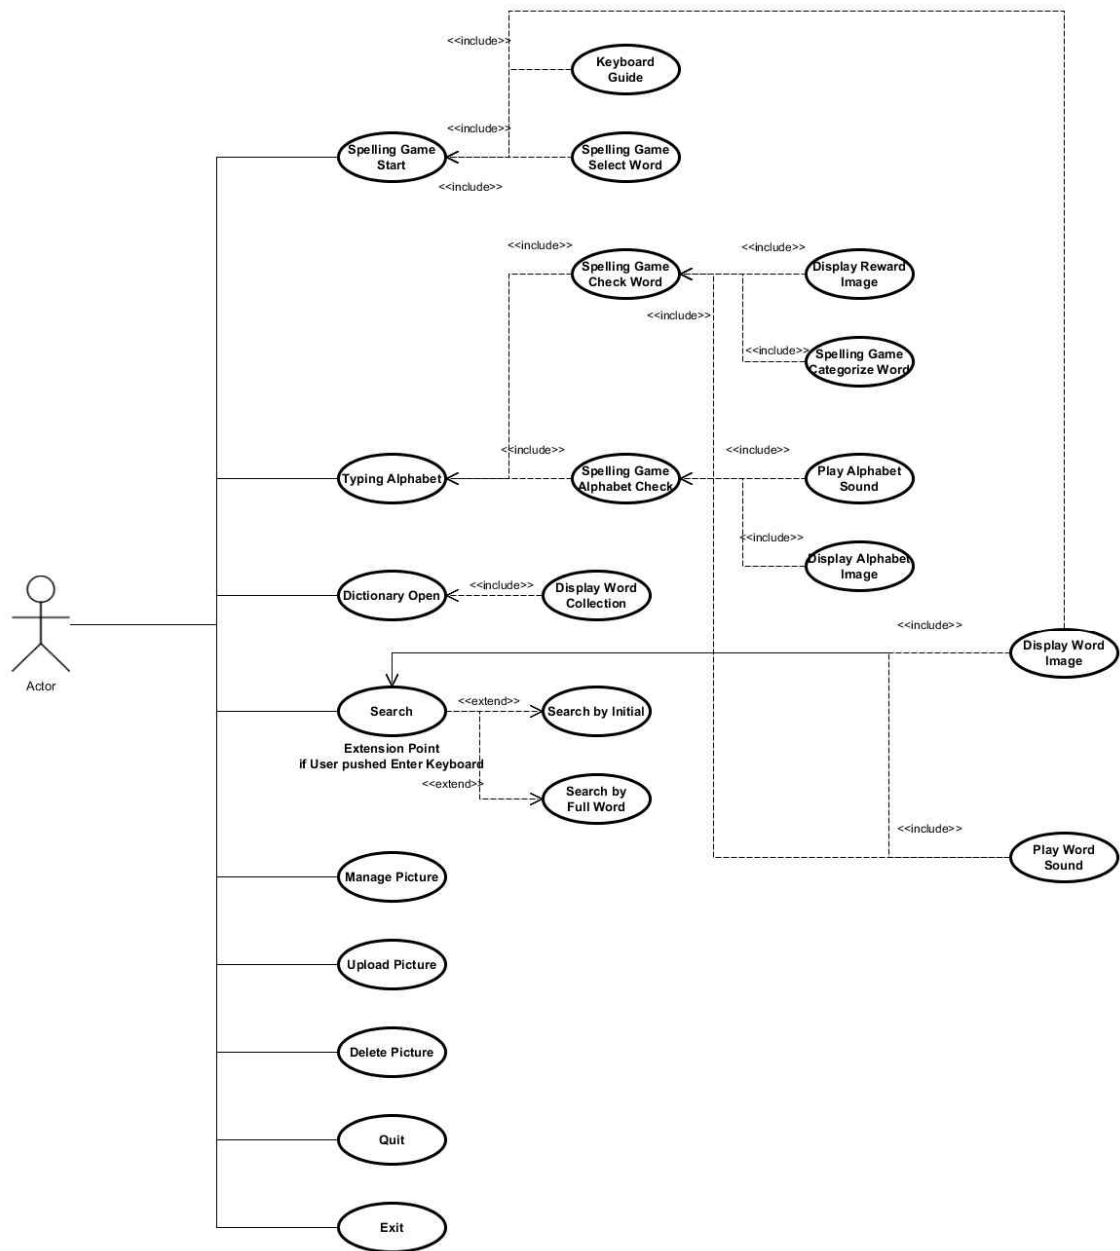 <<include>>
Keyboard
Guide
<<include>>
Spelling Game
Start
Spelling Game
Select Word
<<include>>
<<include>>
Spelling Game
Check Word
<<include>>
Display Reward
Image
<<include>>
<<include>>
Spelling Game
Categorize Word
Typing Alphabet
<<include>>
Spelling Game
Alphabet Check
<<include>>
Play Alphabet
Sound
<<include>>
Display Alphabet
Image
Dictionary Open
<<include>>
Display Word
Collection
Actor
<<include>>
Display Word
Image
Search
<<extend>>
Search by Initial
Extension Point
if User pushed Enter Keyboard
<<extend>>
Search by
Full Word
<<include>>
Play Word
Sound
Manage Picture
Upload Picture
Delete Picture
Quit
Exit